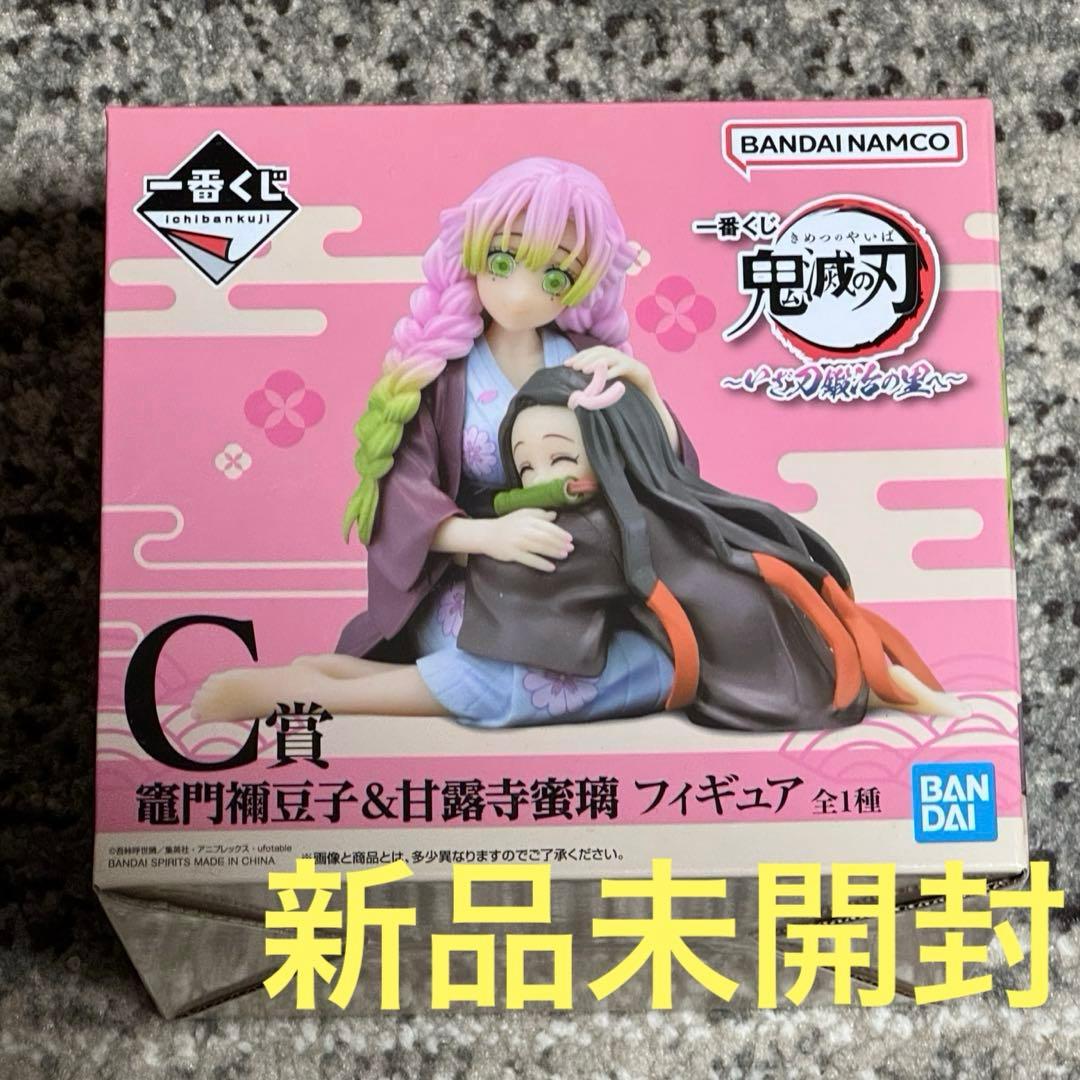 一番くじ
ichibankuji
BANDAI NAMCO
一番くじ
きめつのやいば
鬼滅の刃
～いざ刀鍛冶の里へ～
C賞
竈門禰豆子&甘露寺蜜璃 フィギュア 全1種
BAN
DAI
©吾峠呼世晴／集英社・アニプレックス・ufotable
BANDAI SPIRITS MADE IN CHINA
※画像と商品とは、多少異なりますのでご了承ください。
新品未開封